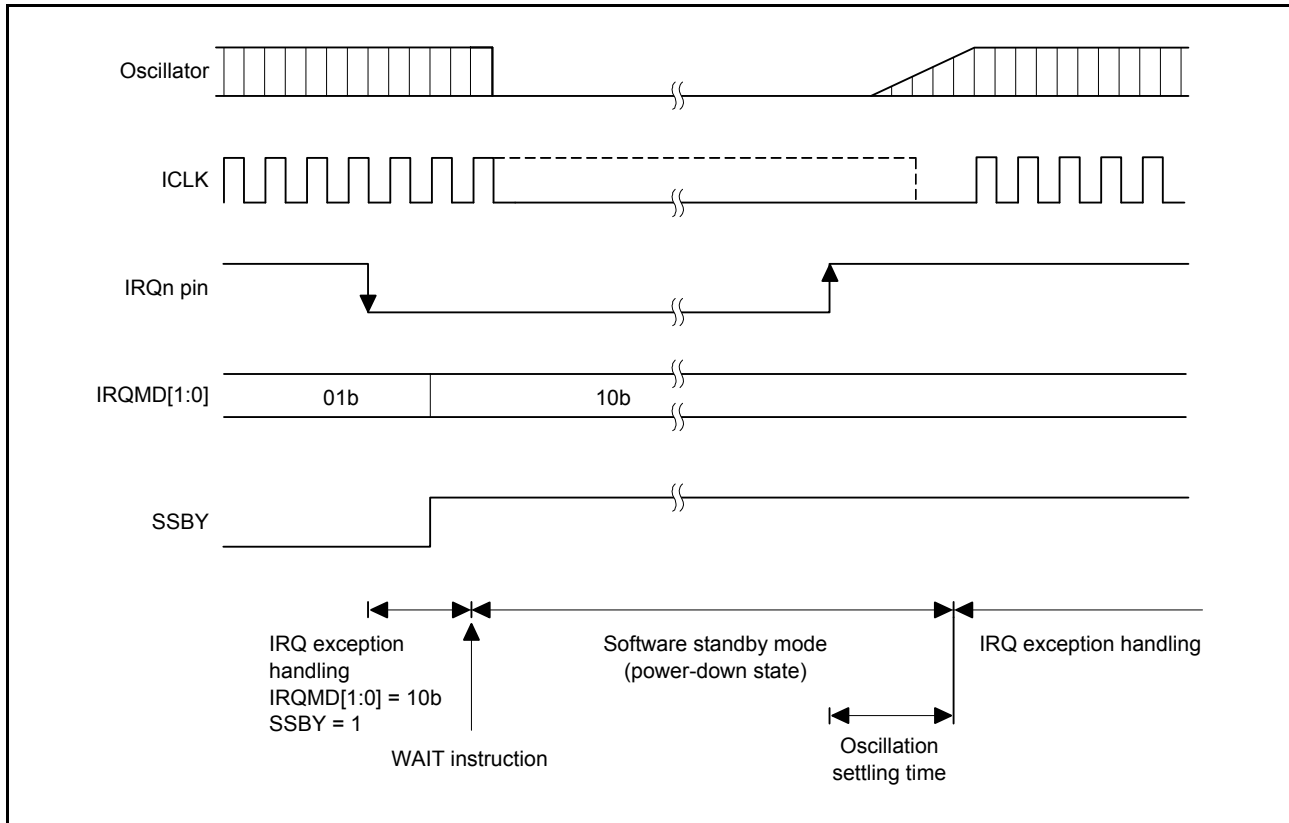 Oscillator
ICLK
IRQn pin
IRQMD[1:0]
01b
10b
SSBY
IRQ exception
handling
IRQMD[1:0] = 10b
SSBY = 1
WAIT instruction
Software standby mode
(power-down state)
Oscillation
settling time
IRQ exception handling